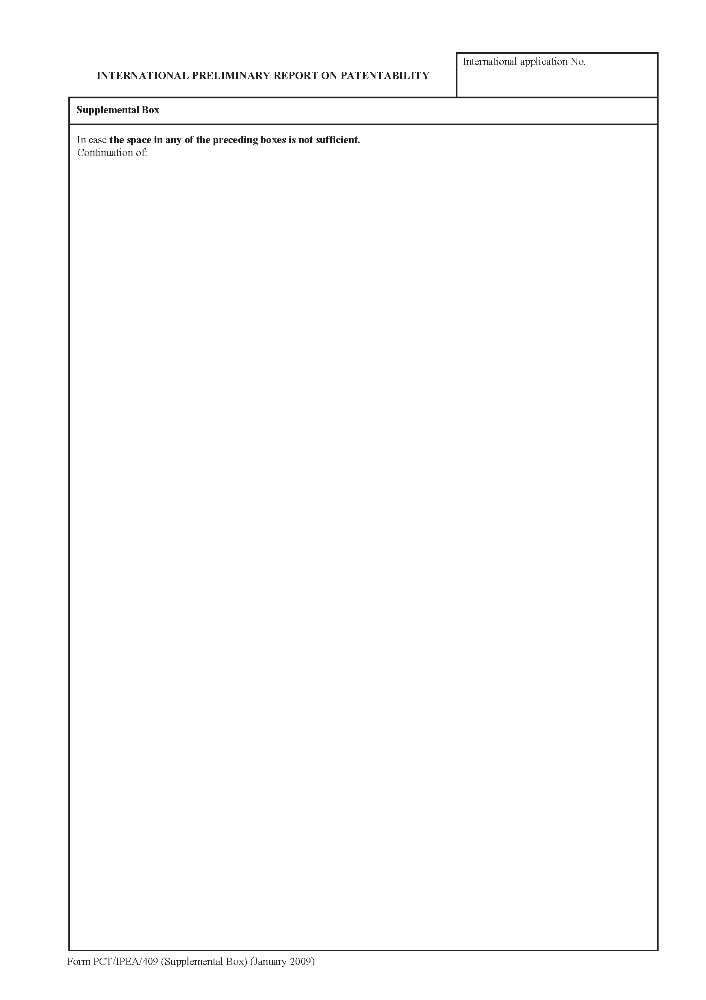 International application No.
INTERNATIONAL PRELIMINARY REPORT ON PATENTABILITY
Supplemental Box
In case the space in any of the preceding boxes is not sufficient.
Continuation of:
Form PCT/IPEA/409 (Supplemental Box) (January 2009)